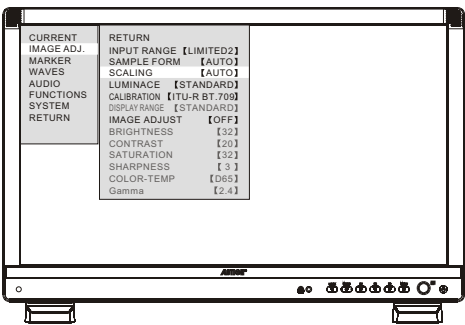 CURRENT
IMAGE ADJ.
MARKER
WAVES
AUDIO
FUNCTIONS
SYSTEM
RETURN
RETURN
INPUT RANGE【LIMITED2】
SAMPLE FORM 【AUTO】
SCALING 【AUTO】
LUMINACE 【STANDARD】
CALIBRATION【ITU-R BT.709】
DISPLAY RANGE 【STANDARD】
IMAGE ADJUST 【OFF】
BRIGHTNESS 【32】
CONTRAST 【20】
SATURATION 【32】
SHARPNESS 【 3 】
COLOR-TEMP 【D65】
Gamma 【2.4】